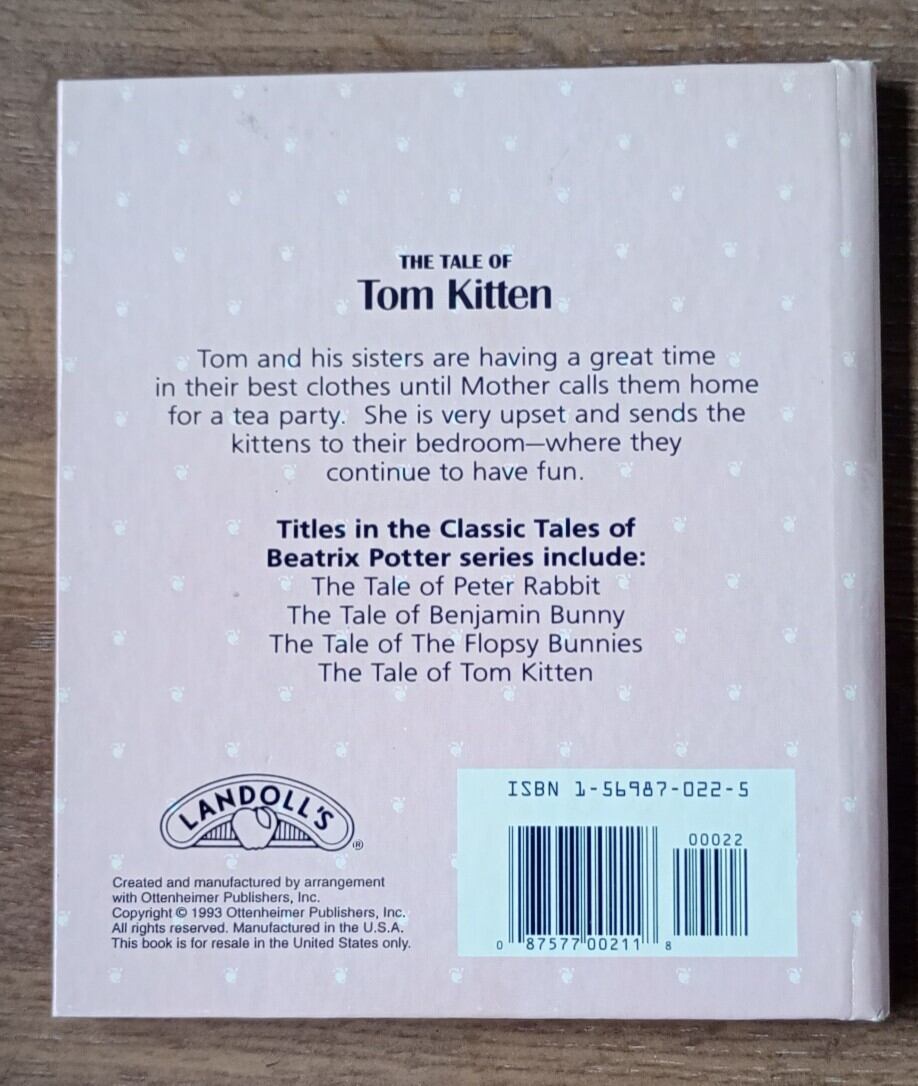 THE TALE OF
Tom Kitten
Tom and his sisters are having a great time
in their best clothes until Mother calls them home
for a tea party. She is very upset and sends the
kittens to their bedroom—where they
continue to have fun.
Titles in the Classic Tales of
Beatrix Potter series include:
The Tale of Peter Rabbit
The Tale of Benjamin Bunny
The Tale of The Flopsy Bunnies
The Tale of Tom Kitten
LANDOLL'S®
Created and manufactured by arrangement
with Ottenheimer Publishers, Inc.
Copyright © 1993 Ottenheimer Publishers, Inc.
All rights reserved. Manufactured in the U.S.A.
This book is for resale in the United States only.
ISBN 1-56987-022-5
00022
0 87577 00211 8